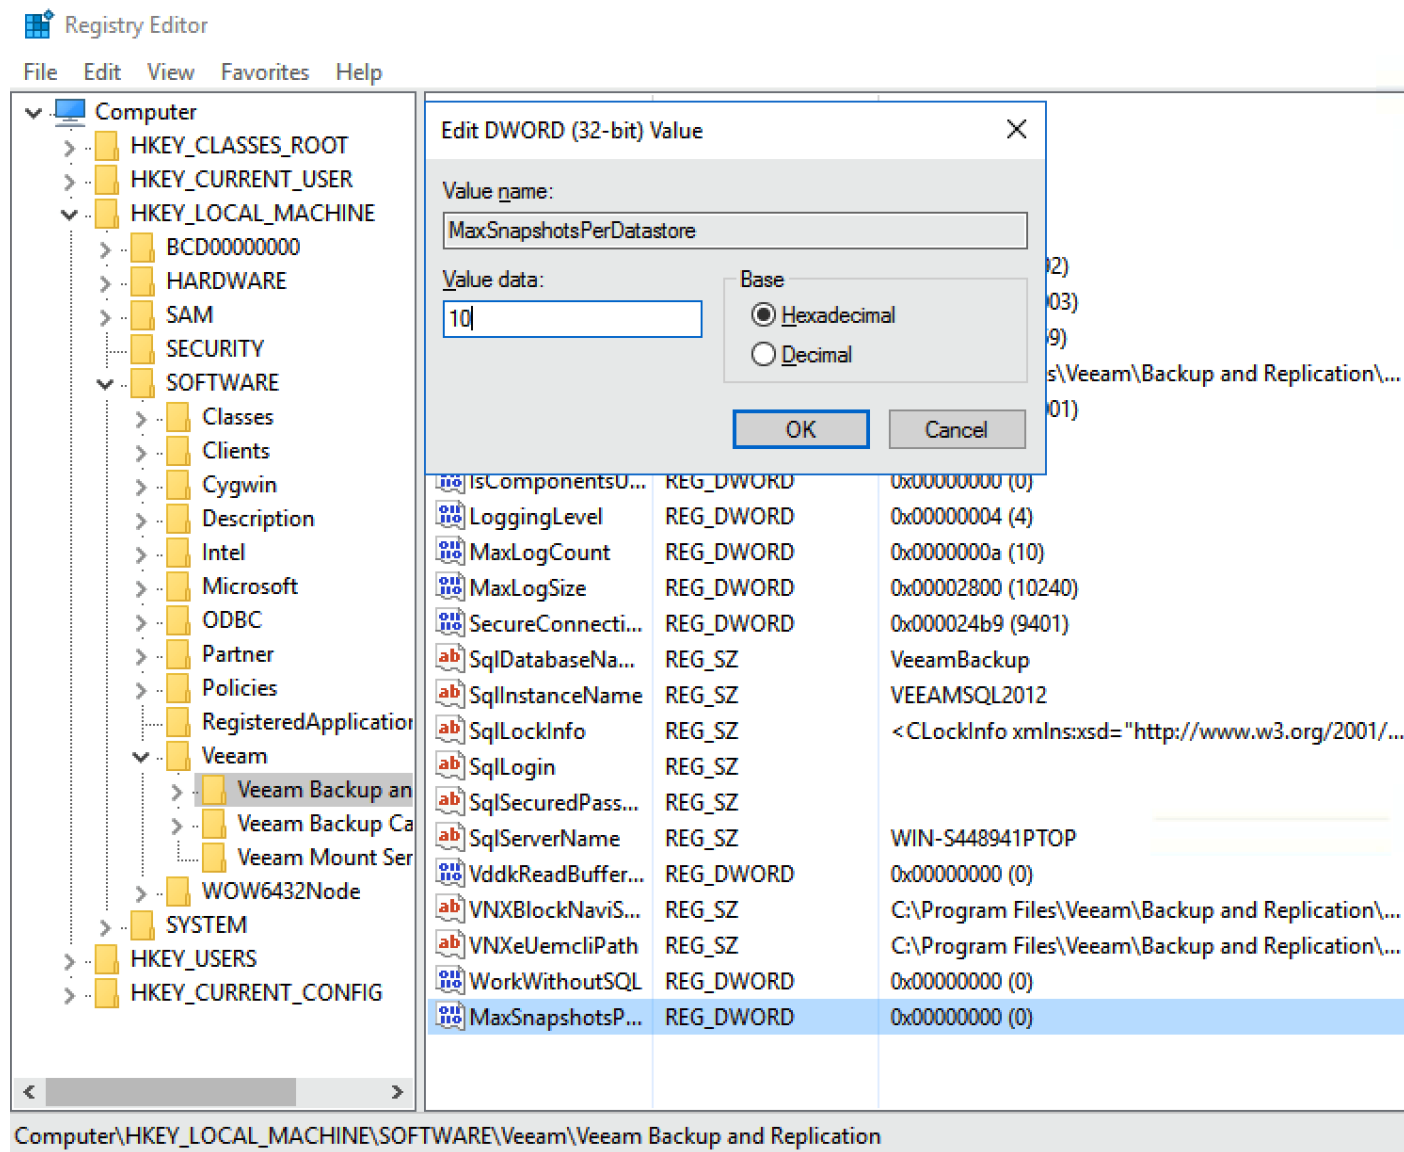 Registry Editor
File Edit View Favorites Help
Computer
HKEY_CLASSES_ROOT
HKEY_CURRENT_USER
HKEY_LOCAL_MACHINE
BCD00000000
HARDWARE
SAM
SECURITY
SOFTWARE
Classes
Clients
Cygwin
Description
Intel
Microsoft
ODBC
Partner
Policies
RegisteredApplication
Veeam
Veeam Backup an
Veeam Backup Ca
Veeam Mount Ser
WOW6432Node
SYSTEM
HKEY_USERS
HKEY_CURRENT_CONFIG
Edit DWORD (32-bit) Value
Value name:
MaxSnapshotsPerDatastore
Value data:
10
Base
Hexadecimal
Decimal
OK Cancel
2)
03)
9)
s\Veeam\Backup and Replication\...
01)
IsComponentsU... REG_DWORD 0x00000000 (0)
LoggingLevel REG_DWORD 0x00000004 (4)
MaxLogCount REG_DWORD 0x0000000a (10)
MaxLogSize REG_DWORD 0x00002800 (10240)
SecureConnecti... REG_DWORD 0x000024b9 (9401)
SqlDatabaseNa... REG_SZ VeeamBackup
SqlInstanceName REG_SZ VEEAMSQL2012
SqlLockInfo REG_SZ <CLockInfo xmlns:xsd="http://www.w3.org/2001/...
SqlLogin REG_SZ
SqlSecuredPass... REG_SZ
SqlServerName REG_SZ WIN-S448941PTOP
VddkReadBuffer... REG_DWORD 0x00000000 (0)
VNXBlockNaviS... REG_SZ C:\Program Files\Veeam\Backup and Replication\...
VNXeUemcliPath REG_SZ C:\Program Files\Veeam\Backup and Replication\...
WorkWithoutSQL REG_DWORD 0x00000000 (0)
MaxSnapshotsP... REG_DWORD 0x00000000 (0)
Computer\HKEY_LOCAL_MACHINE\SOFTWARE\Veeam\Veeam Backup and Replication